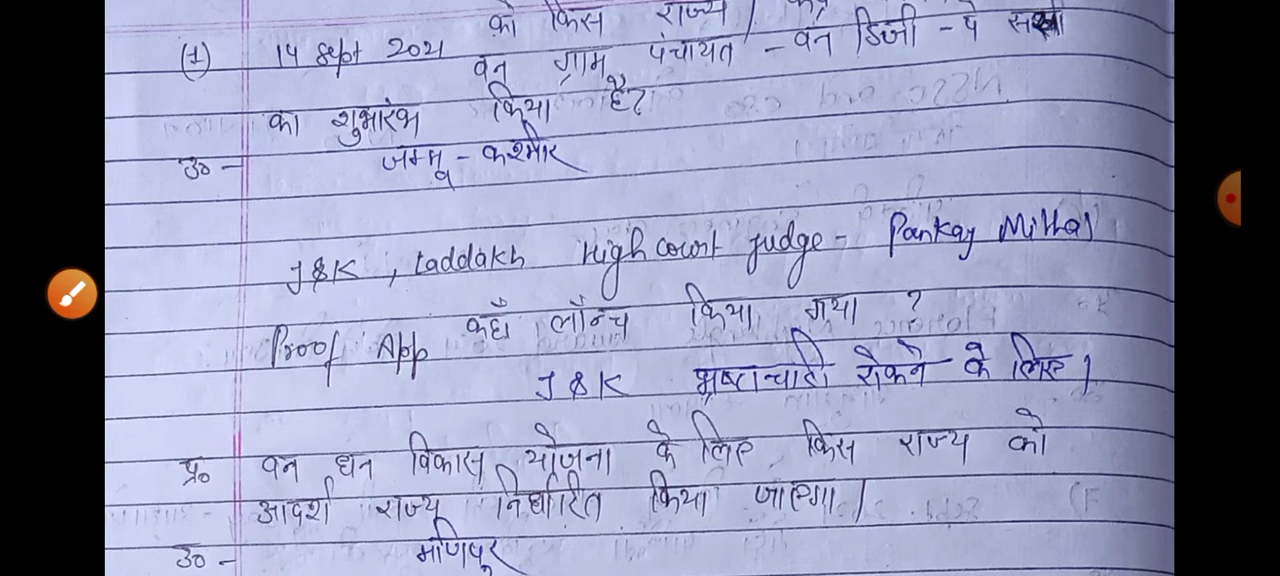 (1) 14 Sept 2021 को किस राज्य /
वन ग्राम पंचायत - वन डिजी - पे सखी
का शुभारंभ किया है?
उ० - जम्मू - कश्मीर
J & K, Laddakh High court judge - Pankaj Mittal
Proof App कहाँ लॉन्च किया गया ?
J & K भ्रष्टाचारी रोकने के लिए /
प्र० वन धन विकास योजना के लिए किस राज्य को
आदर्श राज्य निर्धारित किया जाएगा /
उ० - मणिपुर